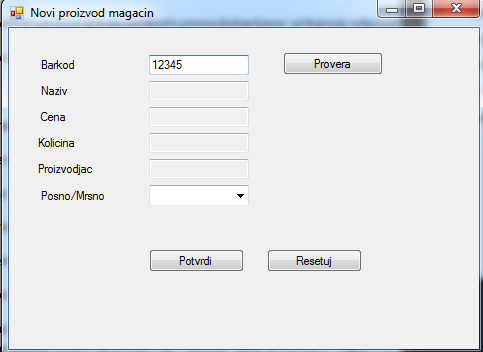 Novi proizvod magacin
Barkod 12345 Provera
Naziv
Cena
Kolicina
Proizvodjac
Posno/Mrsno
Potvrdi Resetuj